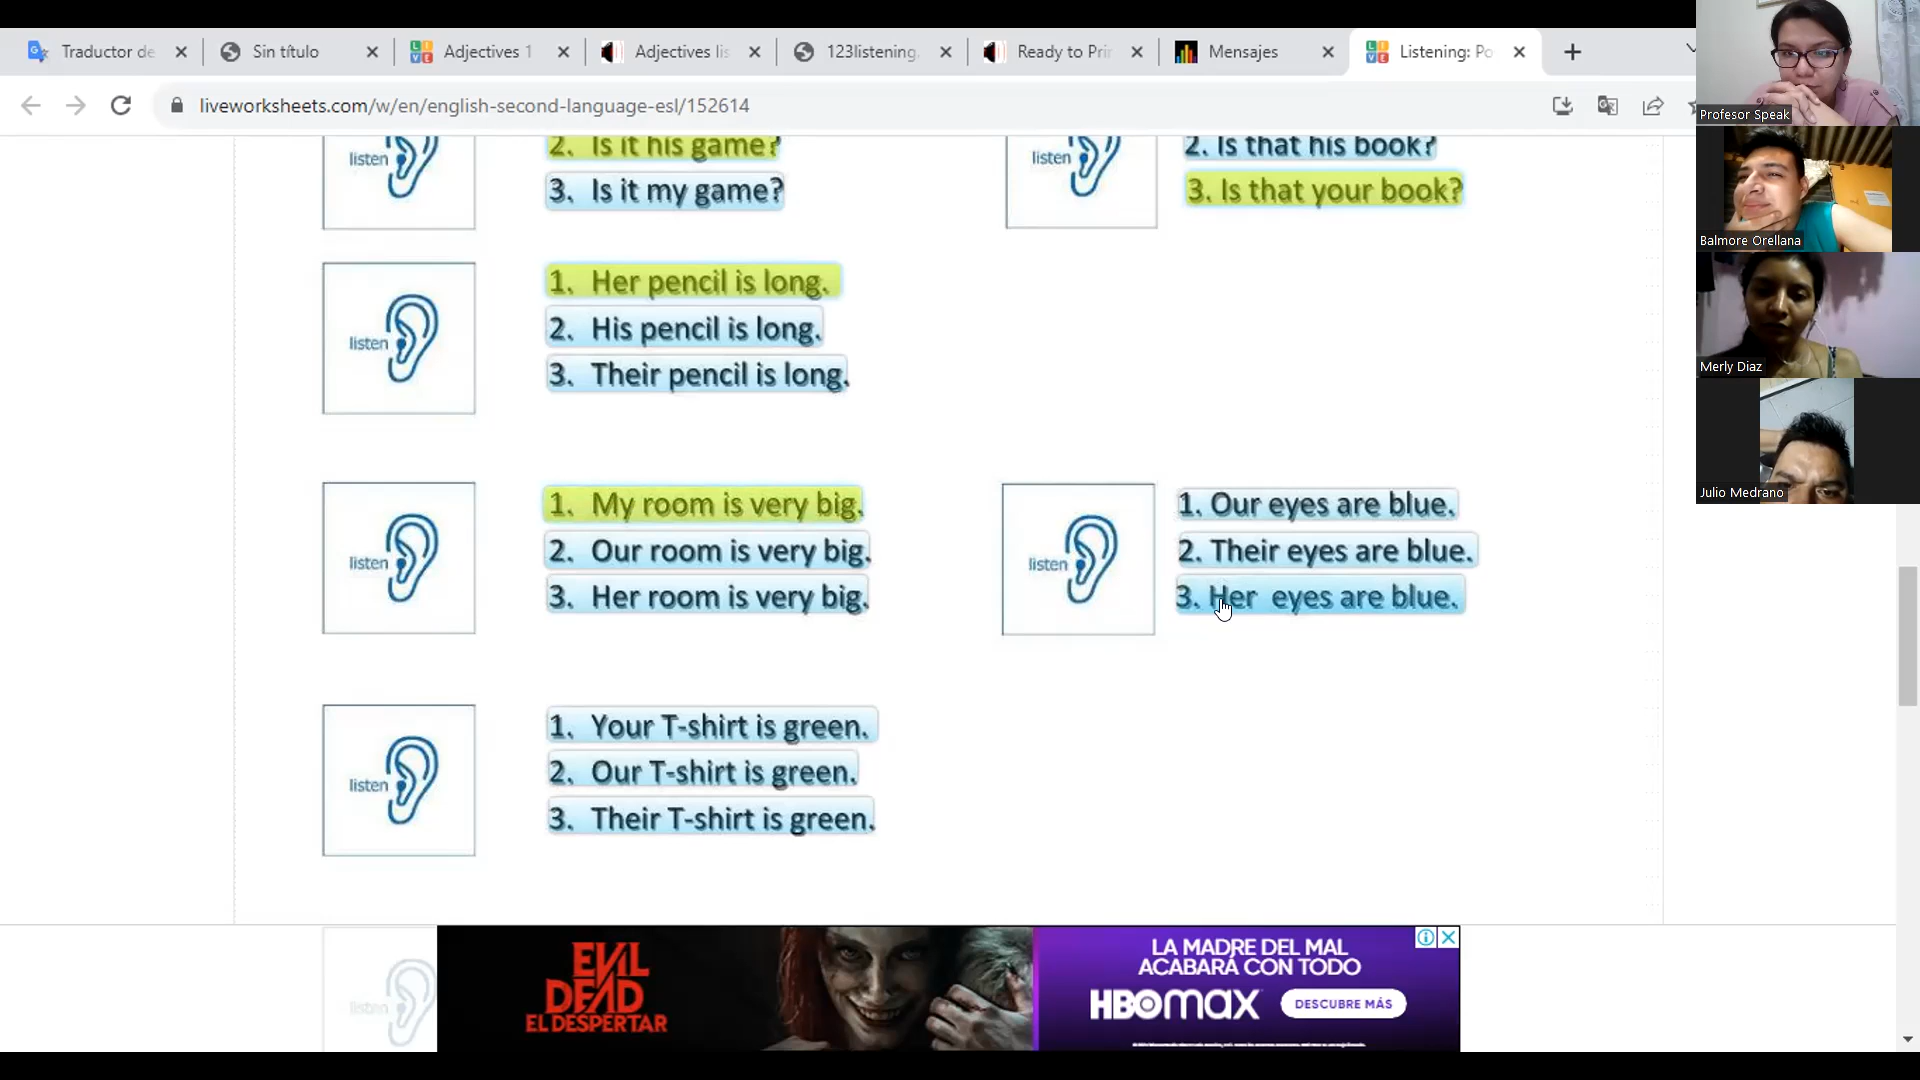 Traductor de
Sin título
Adjectives 1
Adjectives lis
123listening.
Ready to Prin
Mensajes
Listening: Po
liveworksheets.com/w/en/english-second-language-esl/152614
Profesor Speak
Balmore Orellana
Merly Diaz
Julio Medrano
listen
2. Is it his game?
3. Is it my game?
listen
2. Is that his book?
3. Is that your book?
listen
1. Her pencil is long.
2. His pencil is long.
3. Their pencil is long.
listen
1. My room is very big.
2. Our room is very big.
3. Her room is very big.
listen
1. Our eyes are blue.
2. Their eyes are blue.
3. Her eyes are blue.
listen
1. Your T-shirt is green.
2. Our T-shirt is green.
3. Their T-shirt is green.
listen
EVIL
DEAD
EL DESPERTAR
LA MADRE DEL MAL
ACABARÁ CON TODO
HBOmax
DESCUBRE MÁS